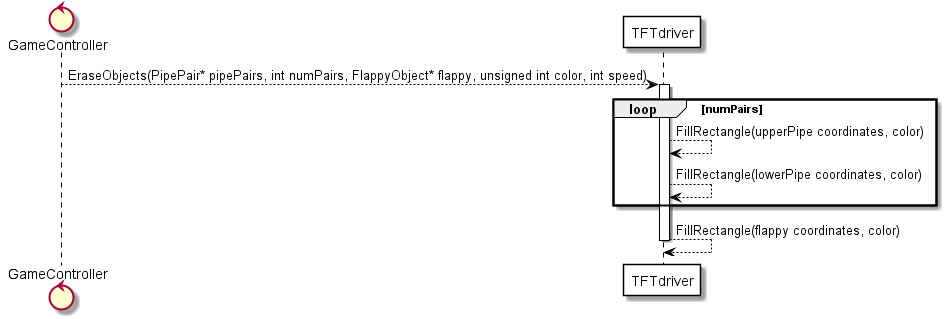 GameController
TFTdriver
EraseObjects(PipePair* pipePairs, int numPairs, FlappyObject* flappy, unsigned int color, int speed)
loop [numPairs]
FillRectangle(upperPipe coordinates, color)
FillRectangle(lowerPipe coordinates, color)
FillRectangle(flappy coordinates, color)
GameController
TFTdriver